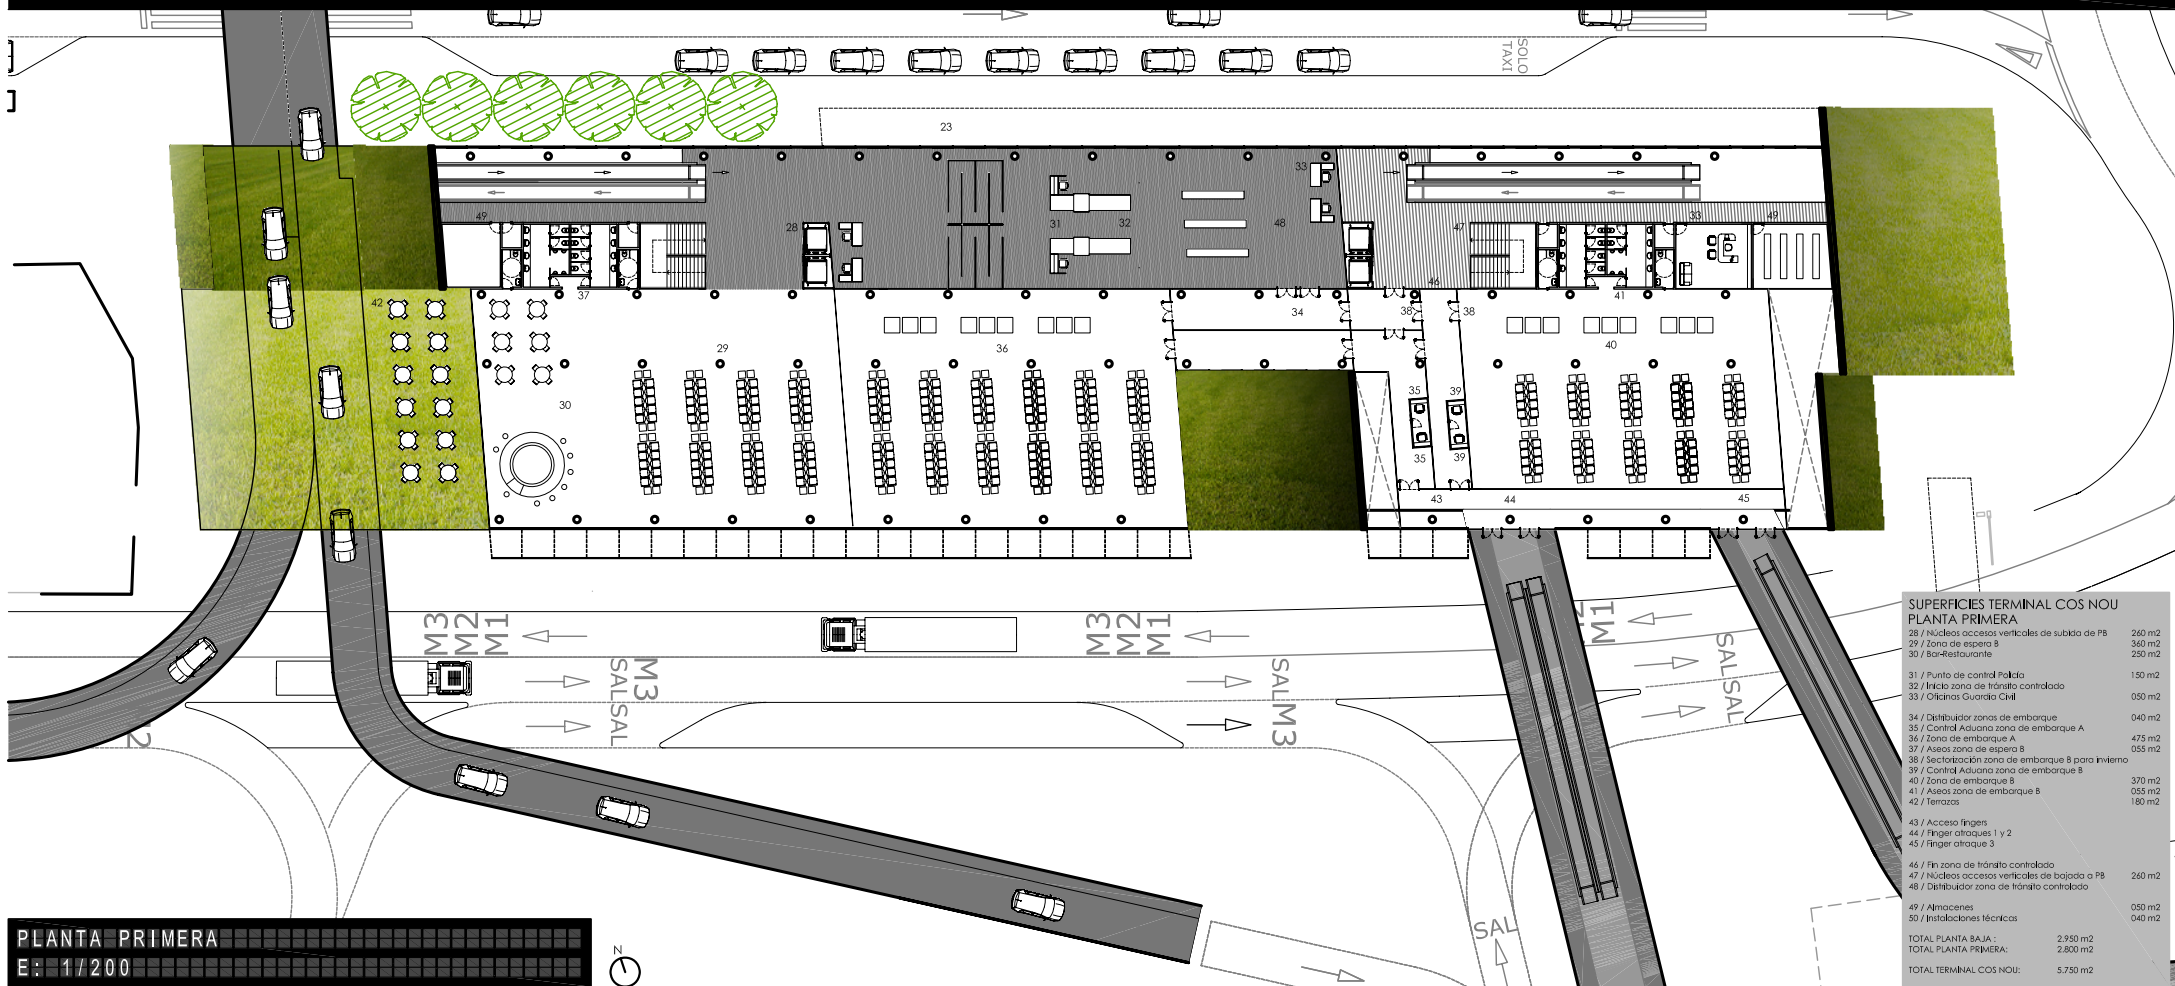 SOLO
TAXI
23
33
28
31
32
48
49
47
33
49
46
37
42
41
34
38
38
29
36
40
30
35
39
35
39
43
44
45
M3
M2
M1
M3
M2
M1
M1
M3
SAL
SAL
SAL
M3
SAL
SAL
SAL
SUPERFICIES TERMINAL COS NOU
PLANTA PRIMERA
28 / Núcleos accesos verticales de subida de PB 260 m2
29 / Zona de espera B 360 m2
30 / Bar-Restaurante 250 m2
31 / Punto de control Policía 150 m2
32 / Inicio zona de tránsito controlado
33 / Oficinas Guardia Civil 050 m2
34 / Distribuidor zonas de embarque 040 m2
35 / Control Aduana zona de embarque A
36 / Zona de embarque A 475 m2
37 / Aseos zona de espera B 055 m2
38 / Sectorización zona de embarque B para invierno
39 / Control Aduana zona de embarque B
40 / Zona de embarque B 370 m2
41 / Aseos zona de embarque B 055 m2
42 / Terrazas 180 m2
43 / Acceso fingers
44 / Finger atraques 1 y 2
45 / Finger atraque 3
46 / Fin zona de tránsito controlado
47 / Núcleos accesos verticales de bajada a PB 260 m2
48 / Distribuidor zona de tránsito controlado
49 / Almacenes 050 m2
50 / Instalaciones técnicas 040 m2
TOTAL PLANTA BAJA : 2.950 m2
TOTAL PLANTA PRIMERA: 2.800 m2
TOTAL TERMINAL COS NOU: 5.750 m2
PLANTA PRIMERA
E: 1/200
N